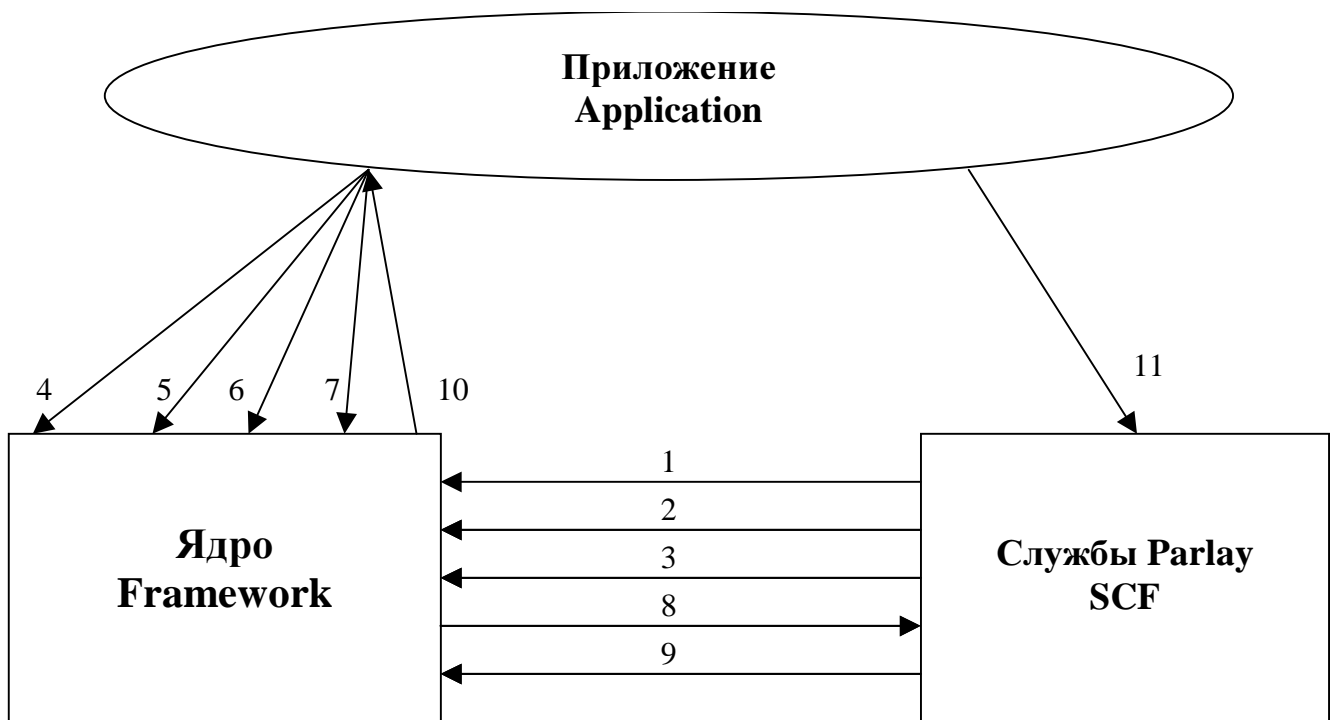 Приложение
Application
4
5
6
7
10
11
1
2
3
8
9
Ядро
Framework
Службы Parlay
SCF